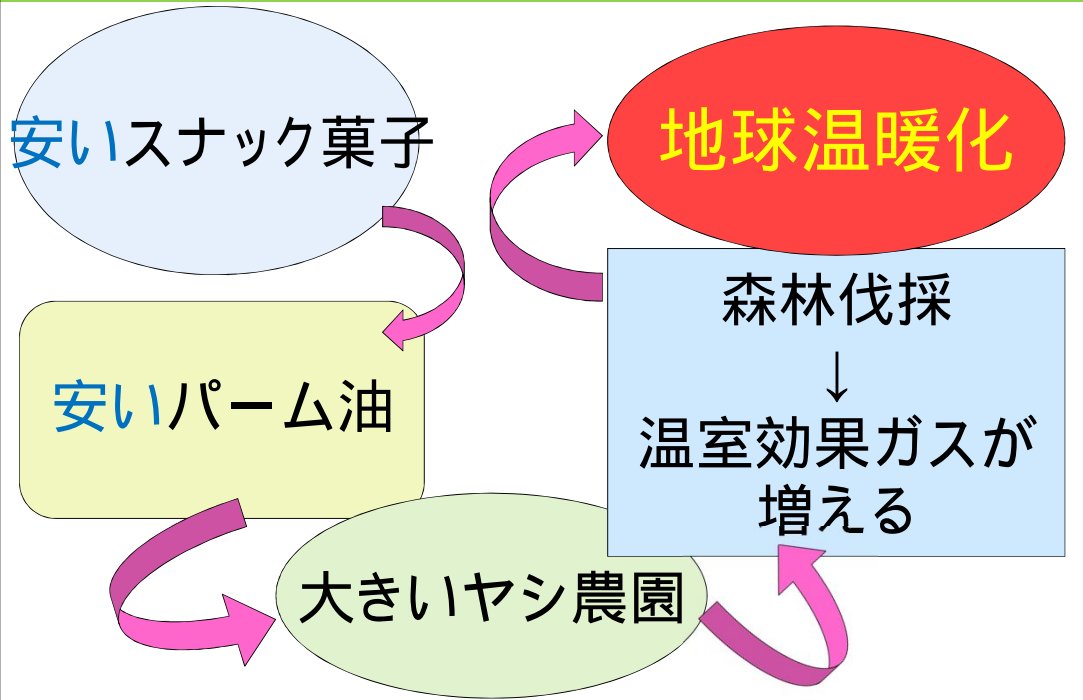 安いスナック菓子
安いパーム油
大きいヤシ農園
森林伐採
↓
温室効果ガスが
増える
地球温暖化